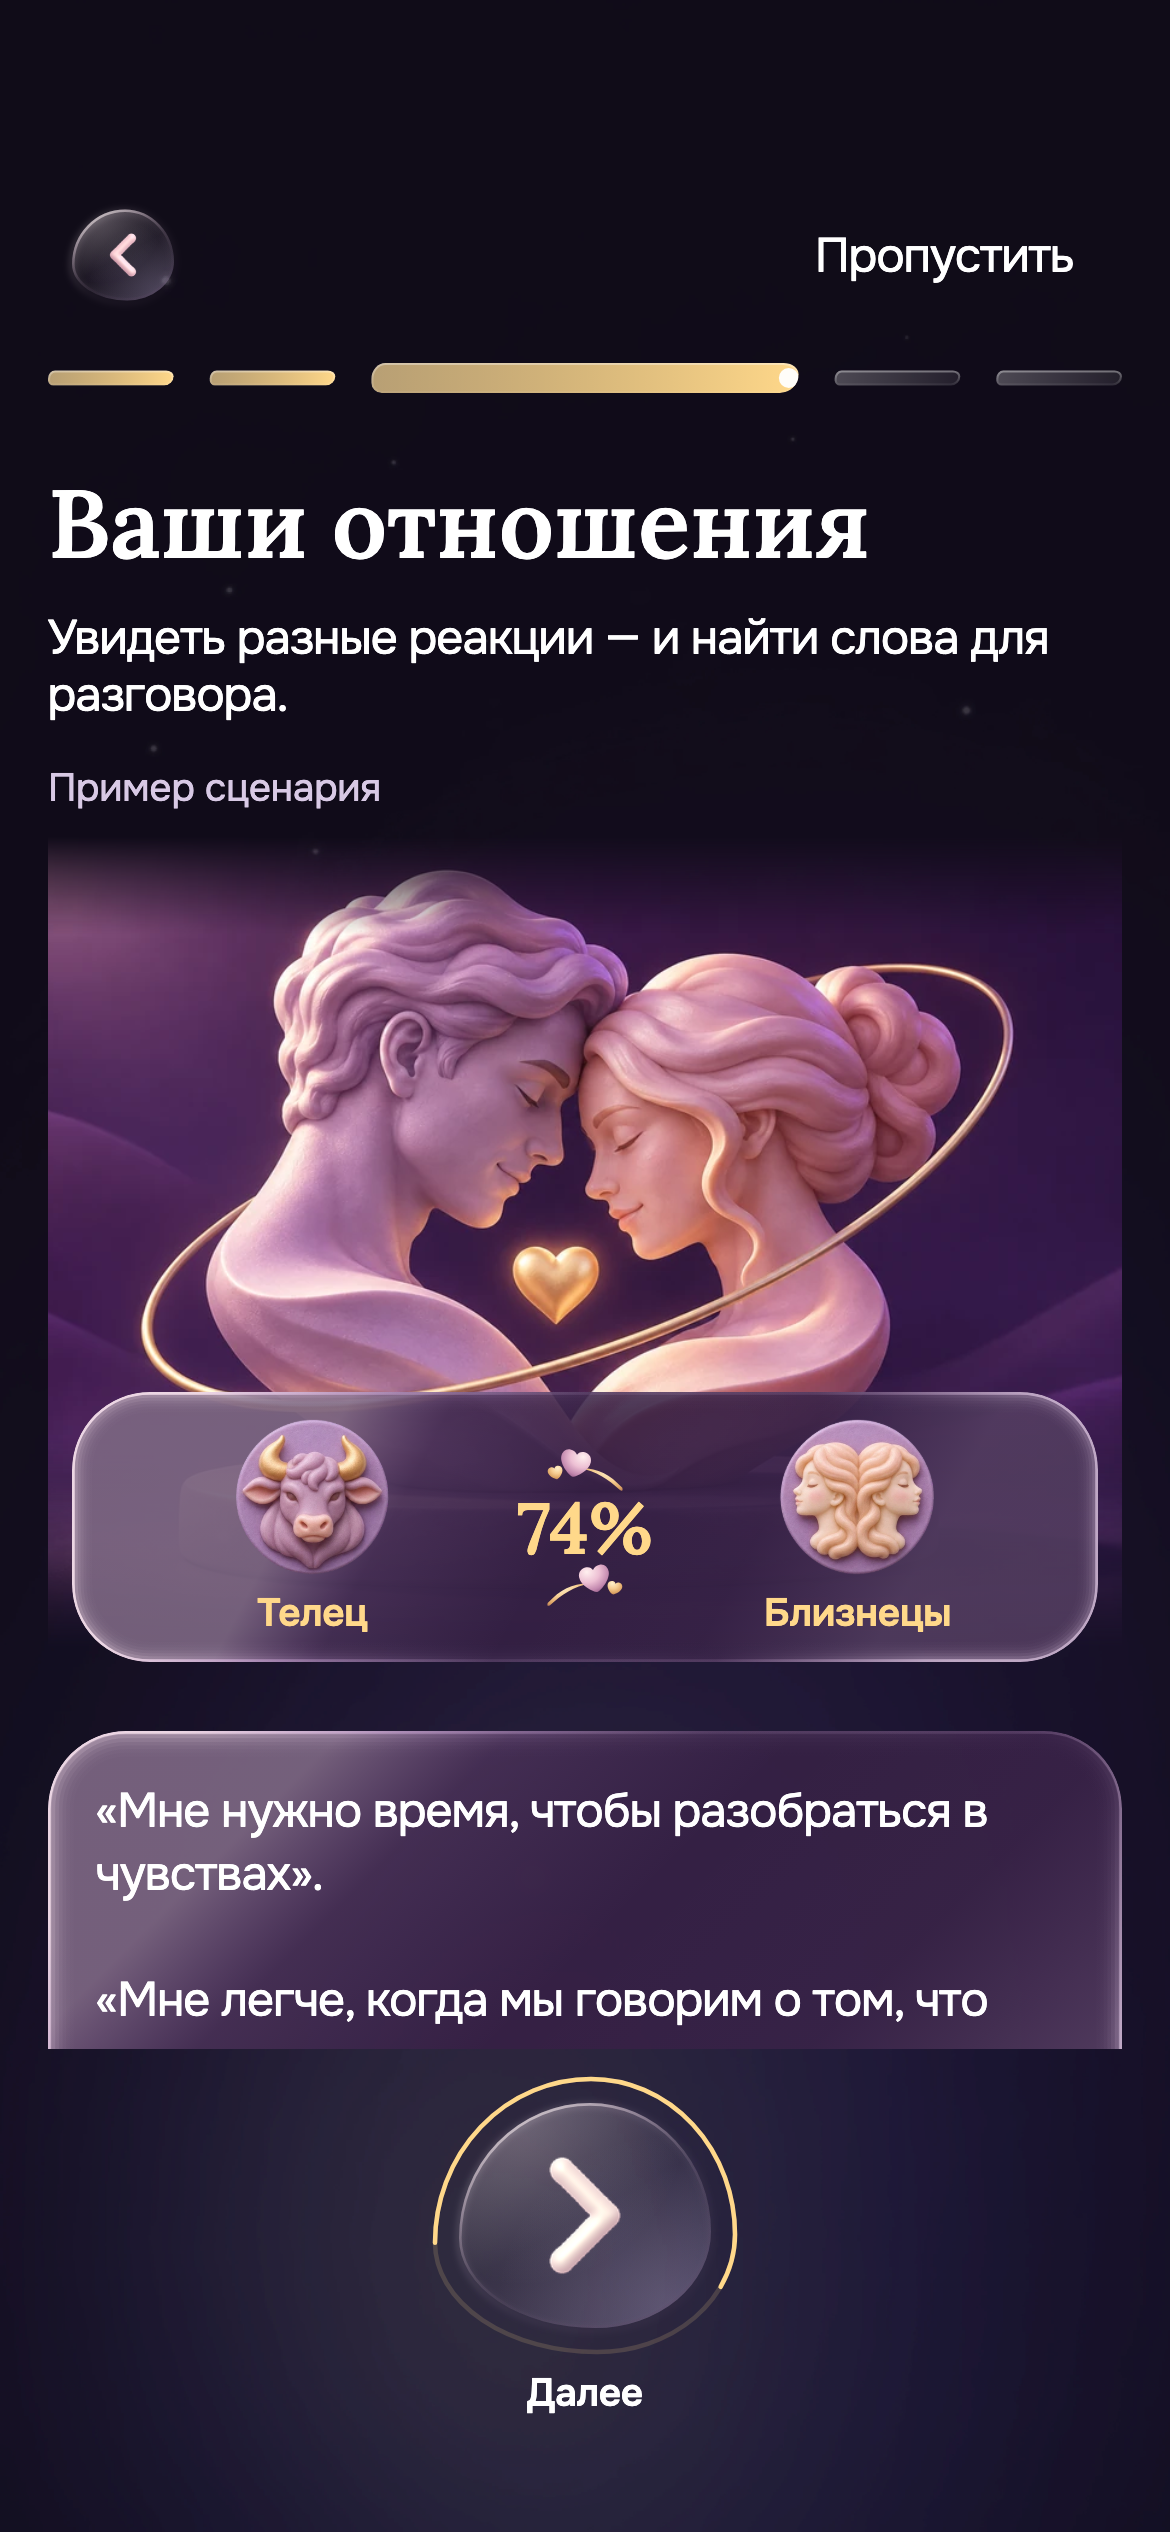 Пропустить
Ваши отношения
Увидеть разные реакции — и найти слова для
разговора.
Пример сценария
74%
Телец
Близнецы
«Мне нужно время, чтобы разобраться в
чувствах».
«Мне легче, когда мы говорим о том, что
Далее